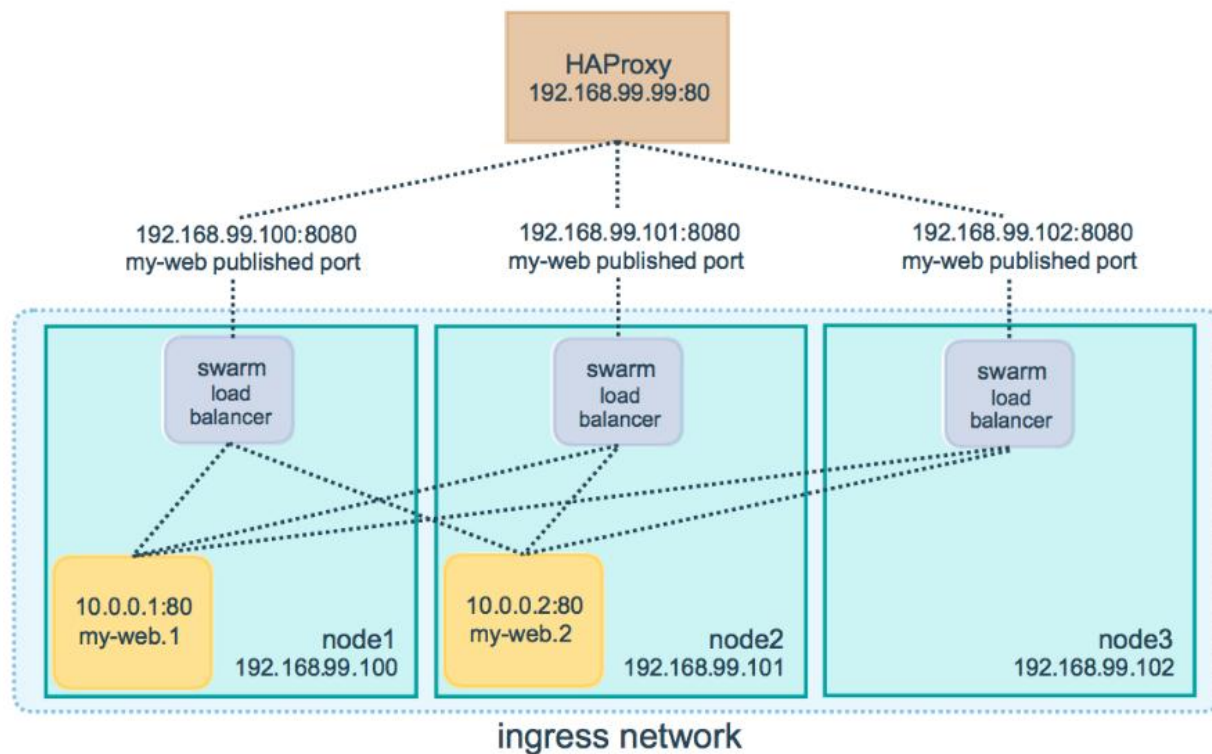 HAProxy
192.168.99.99:80
192.168.99.100:8080
my-web published port
192.168.99.101:8080
my-web published port
192.168.99.102:8080
my-web published port
swarm
load
balancer
swarm
load
balancer
swarm
load
balancer
10.0.0.1:80
my-web.1
node1
192.168.99.100
10.0.0.2:80
my-web.2
node2
192.168.99.101
node3
192.168.99.102
ingress network